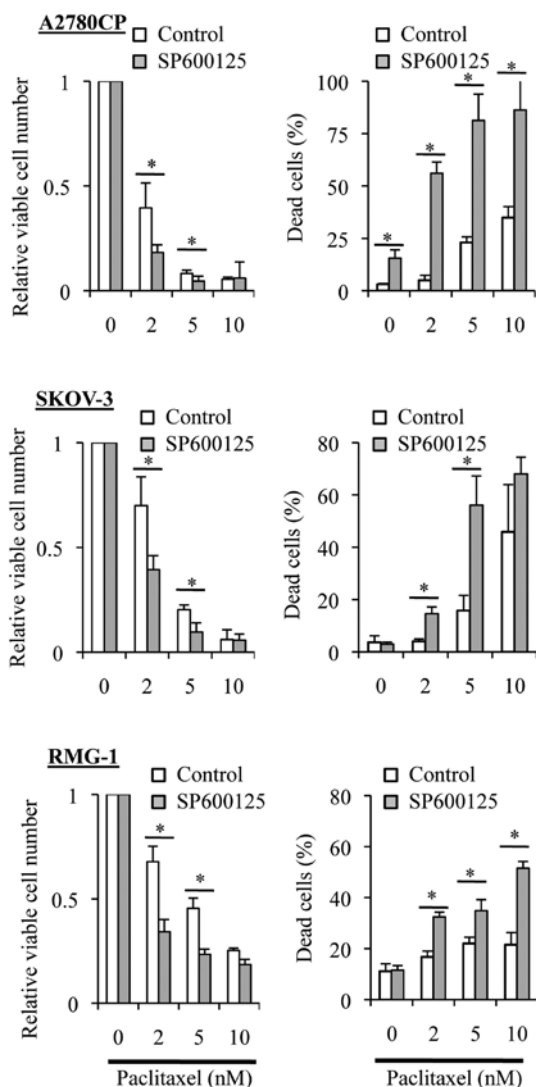 A2780CP
Control
SP600125
Relative viable cell number
1
0.5
0
*
*
0 2 5 10
Control
SP600125
Dead cells (%)
100
75
50
25
0
*
*
*
*
0 2 5 10
SKOV-3
Control
SP600125
Relative viable cell number
1
0.5
0
*
*
0 2 5 10
Control
SP600125
Dead cells (%)
80
60
40
20
0
*
*
0 2 5 10
RMG-1
Control
SP600125
Relative viable cell number
1
0.5
0
*
*
0 2 5 10
Paclitaxel (nM)
Control
SP600125
Dead cells (%)
80
60
40
20
0
*
*
*
0 2 5 10
Paclitaxel (nM)